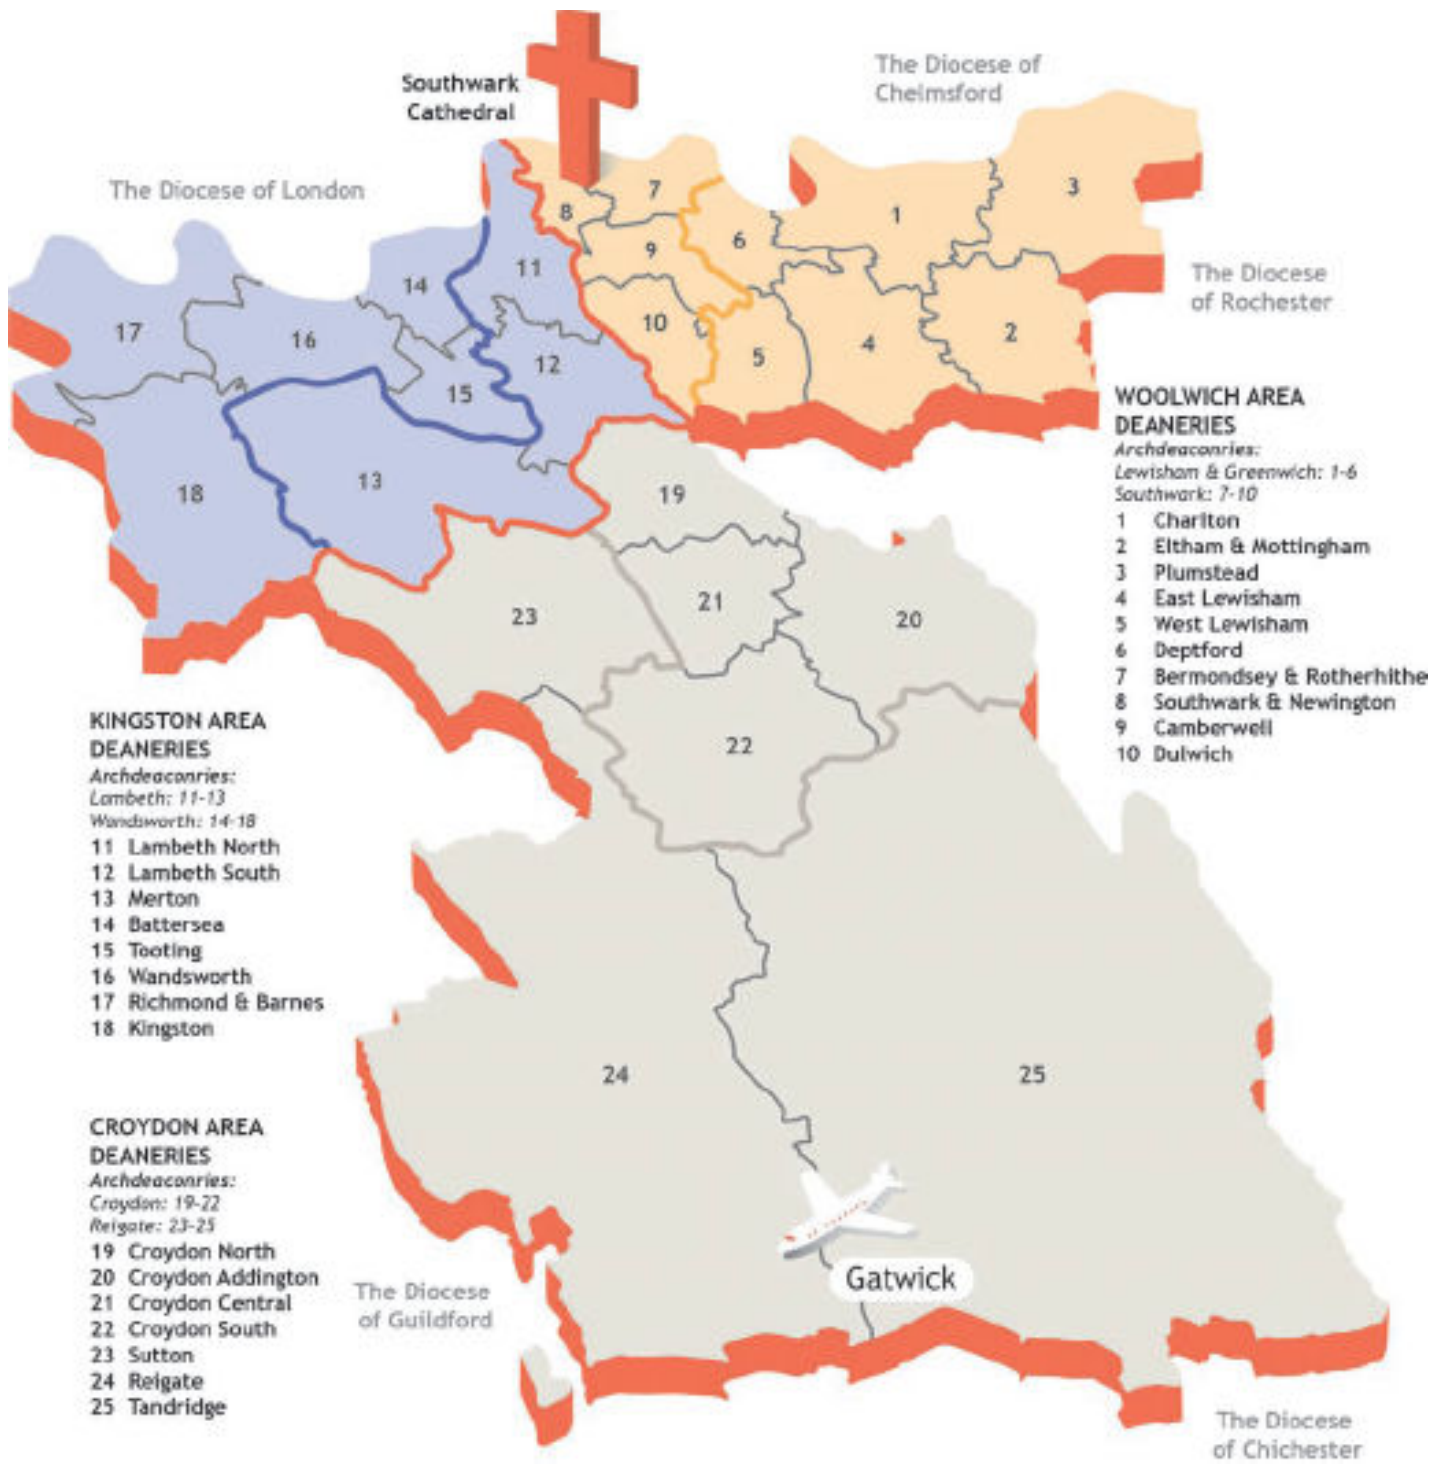 Southwark
Cathedral
The Diocese of
Chelmsford
The Diocese of London
The Diocese
of Rochester
7
8
9
10
6
1
3
5
4
2
11
14
17
16
12
15
13
18
19
23
21
20
22
24
25
WOOLWICH AREA
DEANERIES
Archdeaconries:
Lewisham & Greenwich: 1-6
Southwark: 7-10
1 Charlton
2 Eltham & Mottingham
3 Plumstead
4 East Lewisham
5 West Lewisham
6 Deptford
7 Bermondsey & Rotherhithe
8 Southwark & Newington
9 Camberwell
10 Dulwich
KINGSTON AREA
DEANERIES
Archdeaconries:
Lambeth: 11-13
Wandsworth: 14-18
11 Lambeth North
12 Lambeth South
13 Merton
14 Battersea
15 Tooting
16 Wandsworth
17 Richmond & Barnes
18 Kingston
CROYDON AREA
DEANERIES
Archdeaconries:
Croydon: 19-22
Reigate: 23-25
19 Croydon North
20 Croydon Addington
21 Croydon Central
22 Croydon South
23 Sutton
24 Reigate
25 Tandridge
The Diocese
of Guildford
Gatwick
The Diocese
of Chichester